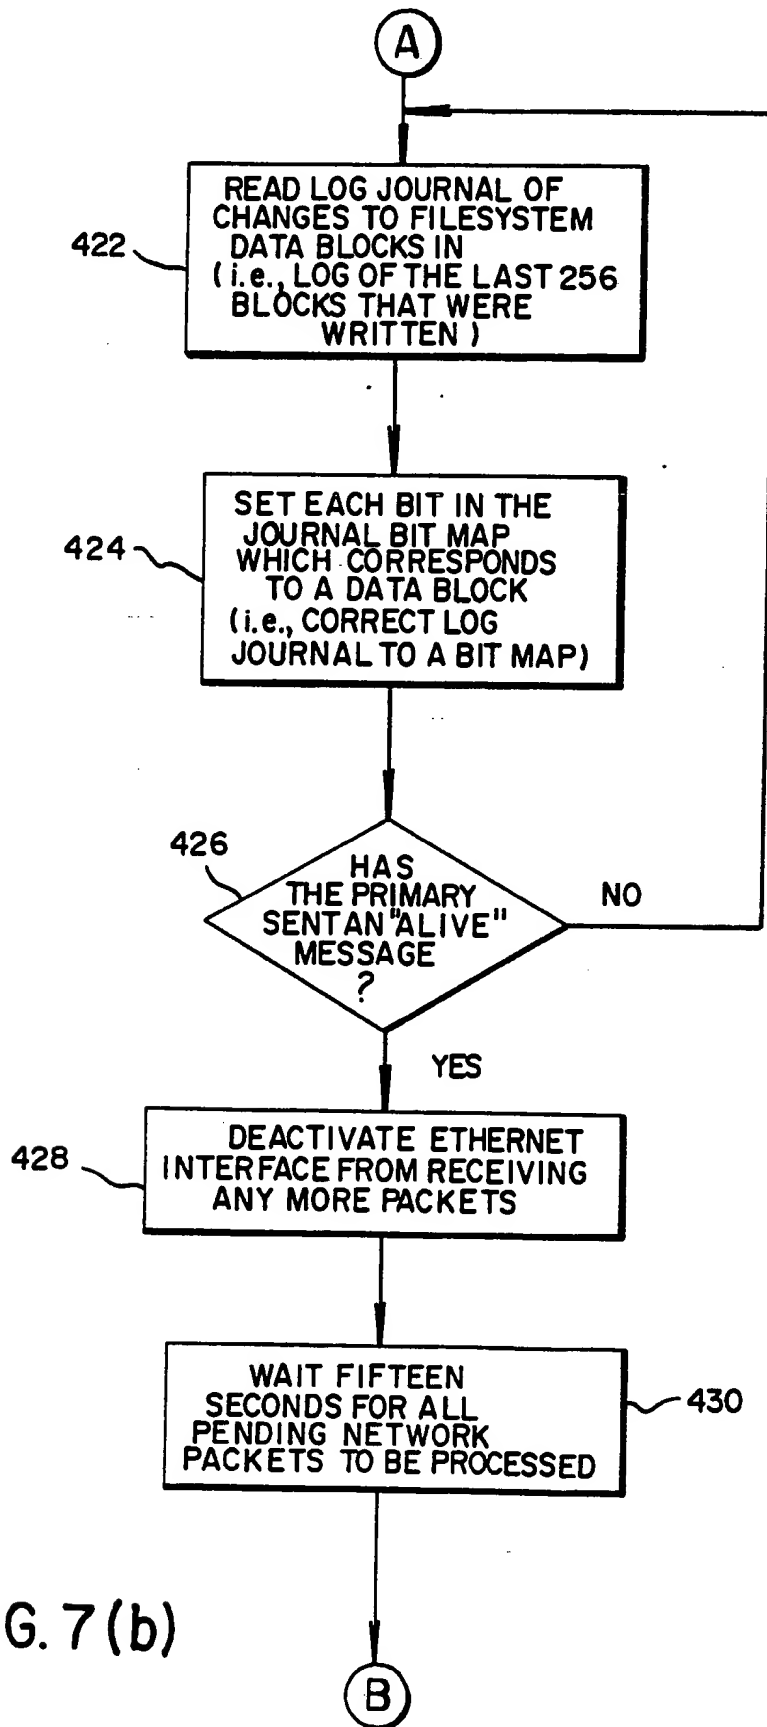 A
READ LOG JOURNAL OF
CHANGES TO FILESYSTEM
DATA BLOCKS IN
(i.e., LOG OF THE LAST 256
BLOCKS THAT WERE
WRITTEN)
422
SET EACH BIT IN THE
JOURNAL BIT MAP
WHICH CORRESPONDS
TO A DATA BLOCK
(i.e., CORRECT LOG
JOURNAL TO A BIT MAP)
424
426
HAS
THE PRIMARY
SENT AN "ALIVE"
MESSAGE
?
NO
YES
428
DEACTIVATE ETHERNET
INTERFACE FROM RECEIVING
ANY MORE PACKETS
WAIT FIFTEEN
SECONDS FOR ALL
PENDING NETWORK
PACKETS TO BE PROCESSED
430
G. 7(b)
B